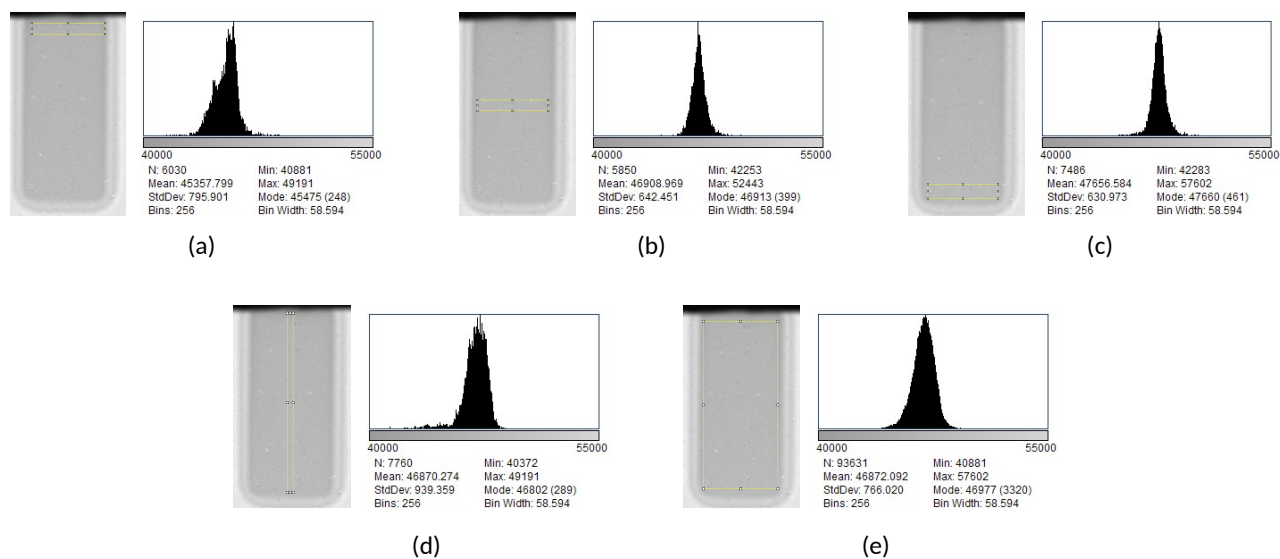 40000 55000
N: 6030 Min: 40881
Mean: 45357.799 Max: 49191
StdDev: 795.901 Mode: 45475 (248)
Bins: 256 Bin Width: 58.594
(a)
40000 55000
N: 5850 Min: 42253
Mean: 46908.969 Max: 52443
StdDev: 642.451 Mode: 46913 (399)
Bins: 256 Bin Width: 58.594
(b)
40000 55000
N: 7486 Min: 42283
Mean: 47656.584 Max: 57602
StdDev: 630.973 Mode: 47660 (461)
Bins: 256 Bin Width: 58.594
(c)
40000 55000
N: 7760 Min: 40372
Mean: 46870.274 Max: 49191
StdDev: 939.359 Mode: 46802 (289)
Bins: 256 Bin Width: 58.594
(d)
40000 55000
N: 93631 Min: 40881
Mean: 46872.092 Max: 57602
StdDev: 766.020 Mode: 46977 (3320)
Bins: 256 Bin Width: 58.594
(e)